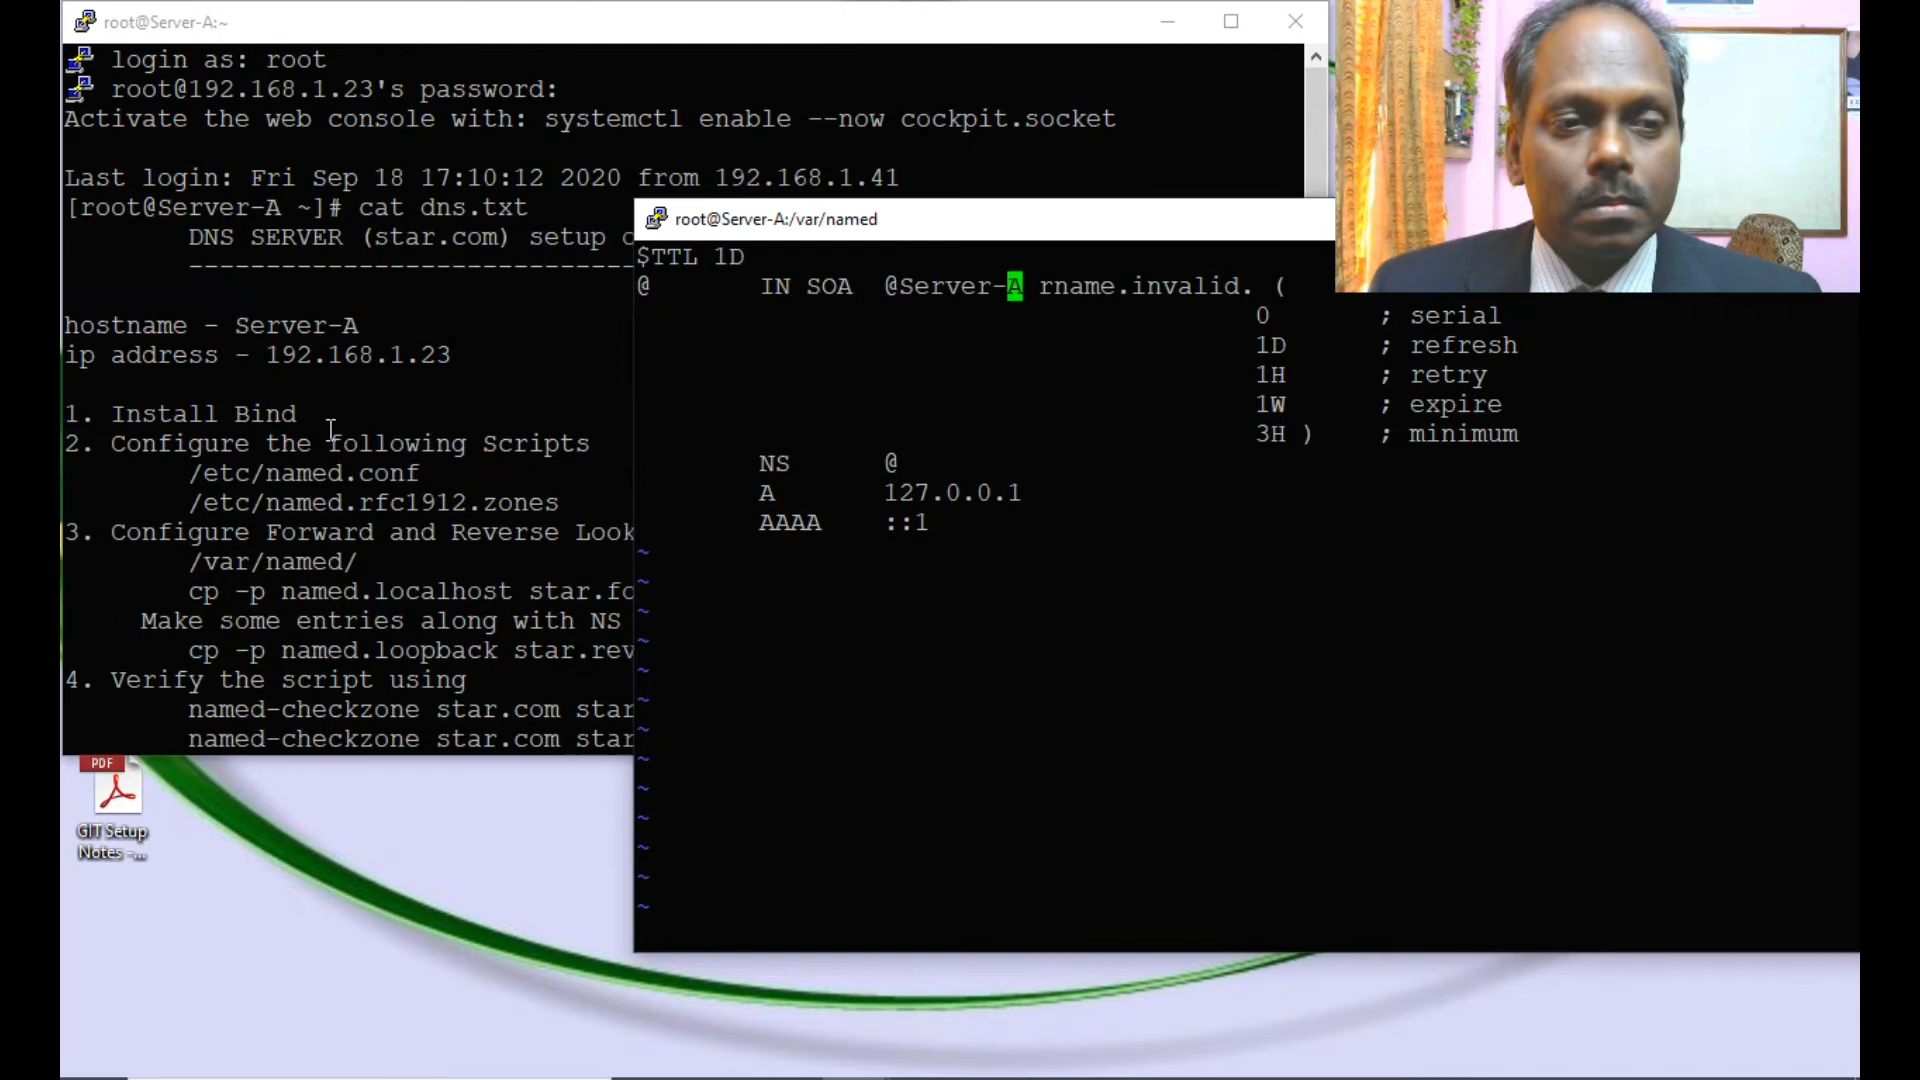 root@Server-A:~
login as: root
root@192.168.1.23's password:
Activate the web console with: systemctl enable --now cockpit.socket
Last login: Fri Sep 18 17:10:12 2020 from 192.168.1.41
[root@Server-A ~]# cat dns.txt
DNS SERVER (star.com) setup
------------------------------
hostname - Server-A
ip address - 192.168.1.23
1. Install Bind
2. Configure the following Scripts
/etc/named.conf
/etc/named.rfc1912.zones
3. Configure Forward and Reverse Look
/var/named/
cp -p named.localhost star.fo
Make some entries along with NS
cp -p named.loopback star.rev
4. Verify the script using
named-checkzone star.com star
named-checkzone star.com star
root@Server-A:/var/named
$TTL 1D
@ IN SOA @Server-A rname.invalid. (
0 ; serial
1D ; refresh
1H ; retry
1W ; expire
3H ) ; minimum
NS @
A 127.0.0.1
AAAA ::1
~
~
~
~
~
~
~
~
~
~
~
~
~
PDF
GIT Setup
Notes -...